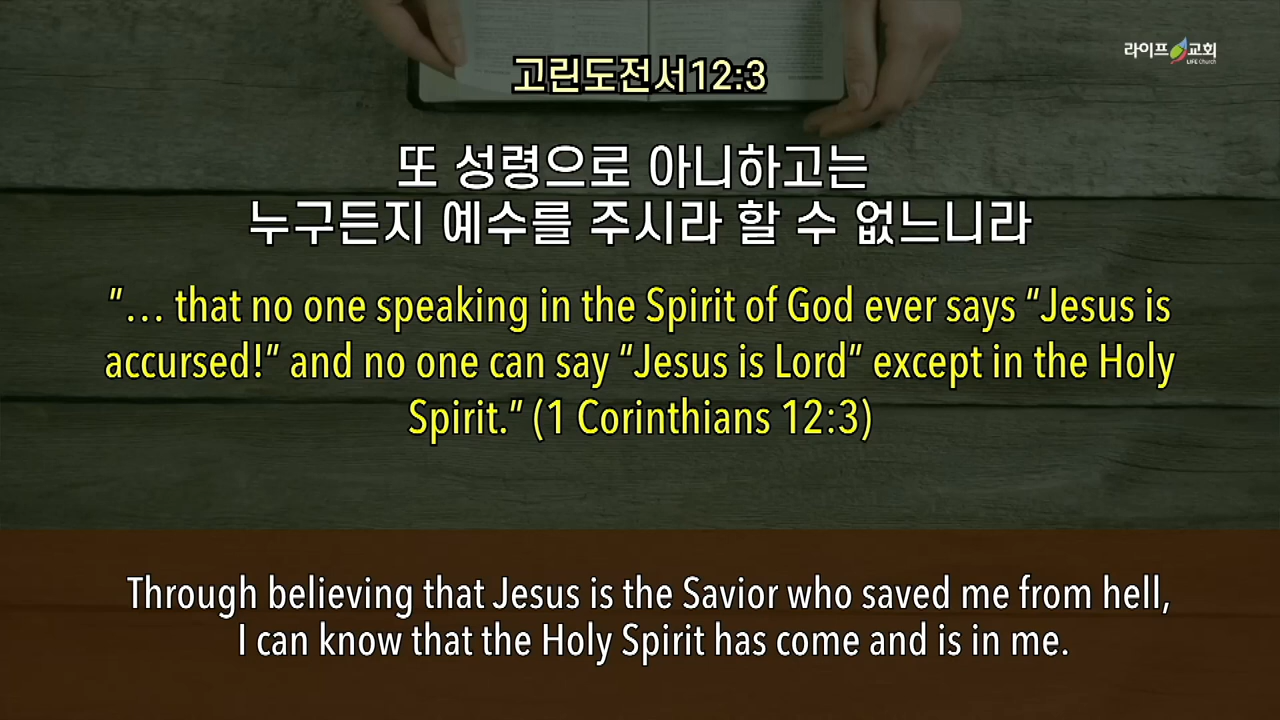 라이프 교회
LIFE Church
고린도전서12:3
또 성령으로 아니하고는
누구든지 예수를 주시라 할 수 없느니라
”... that no one speaking in the Spirit of God ever says “Jesus is
accursed!” and no one can say “Jesus is Lord” except in the Holy
Spirit.” (1 Corinthians 12:3)
Through believing that Jesus is the Savior who saved me from hell,
I can know that the Holy Spirit has come and is in me.